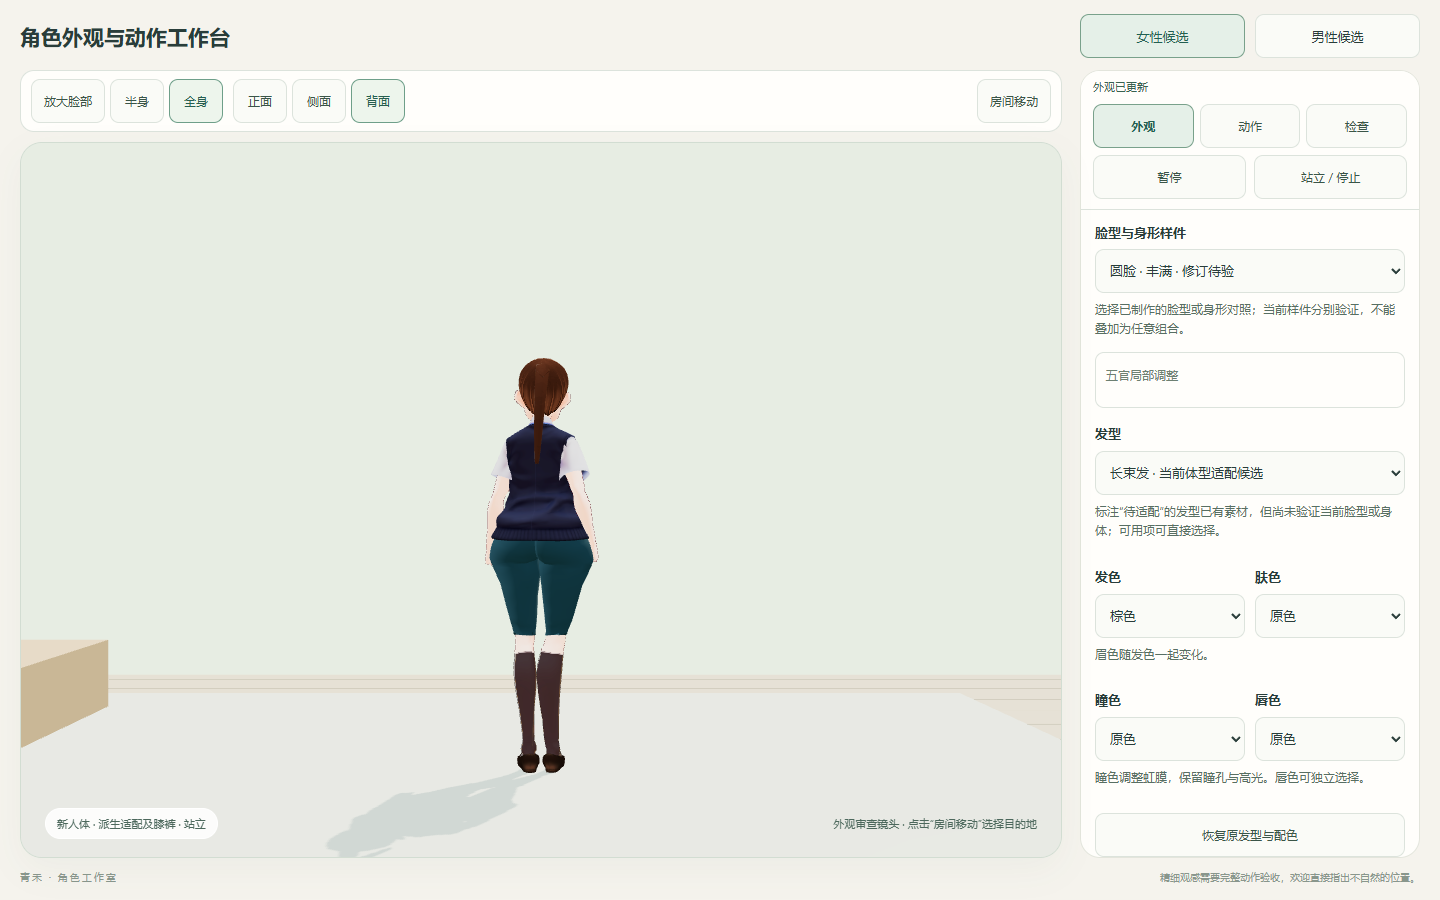 角色外观与动作工作台
女性候选
男性候选
放大脸部
半身
全身
正面
侧面
背面
房间移动
外观已更新
外观
动作
检查
暂停
站立 / 停止
脸型与身形样件
圆脸 · 丰满 · 修订待验
选择已制作的脸型或身形对照；当前样件分别验证，不能
叠加为任意组合。
五官局部调整
发型
长束发 · 当前体型适配候选
标注“待适配”的发型已有素材，但尚未验证当前脸型或身
体；可用项可直接选择。
发色
肤色
棕色
原色
眉色随发色一起变化。
瞳色
唇色
原色
原色
瞳色调整虹膜，保留瞳孔与高光。唇色可独立选择。
恢复原发型与配色
新人体 · 派生适配及膝裤 · 站立
外观审查镜头 · 点击“房间移动”选择目的地
青禾 · 角色工作室
精细观感需要完整动作验收，欢迎直接指出不自然的位置。